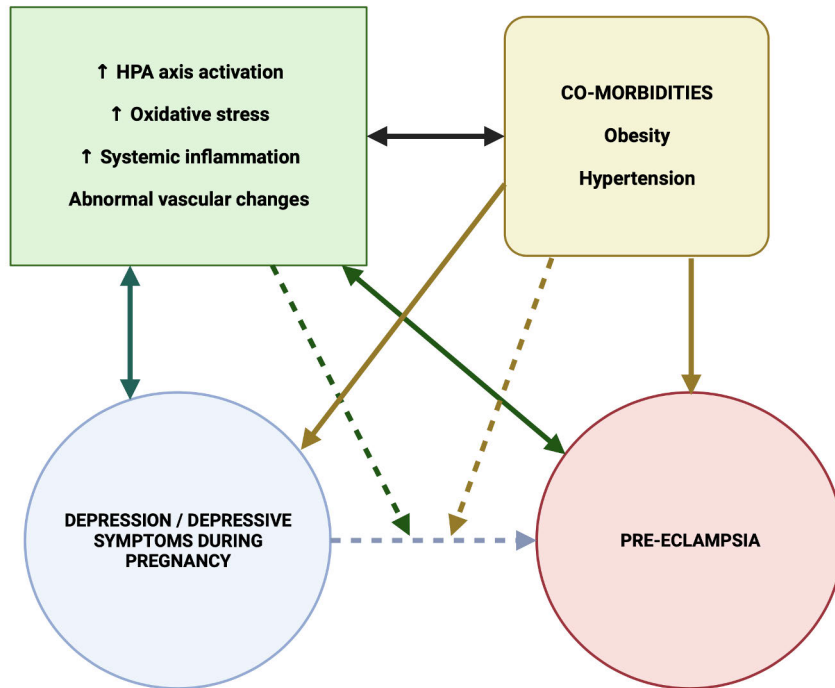 ↑ HPA axis activation
↑ Oxidative stress
↑ Systemic inflammation
Abnormal vascular changes
CO-MORBIDITIES
Obesity
Hypertension
DEPRESSION / DEPRESSIVE
SYMPTOMS DURING
PREGNANCY
PRE-ECLAMPSIA